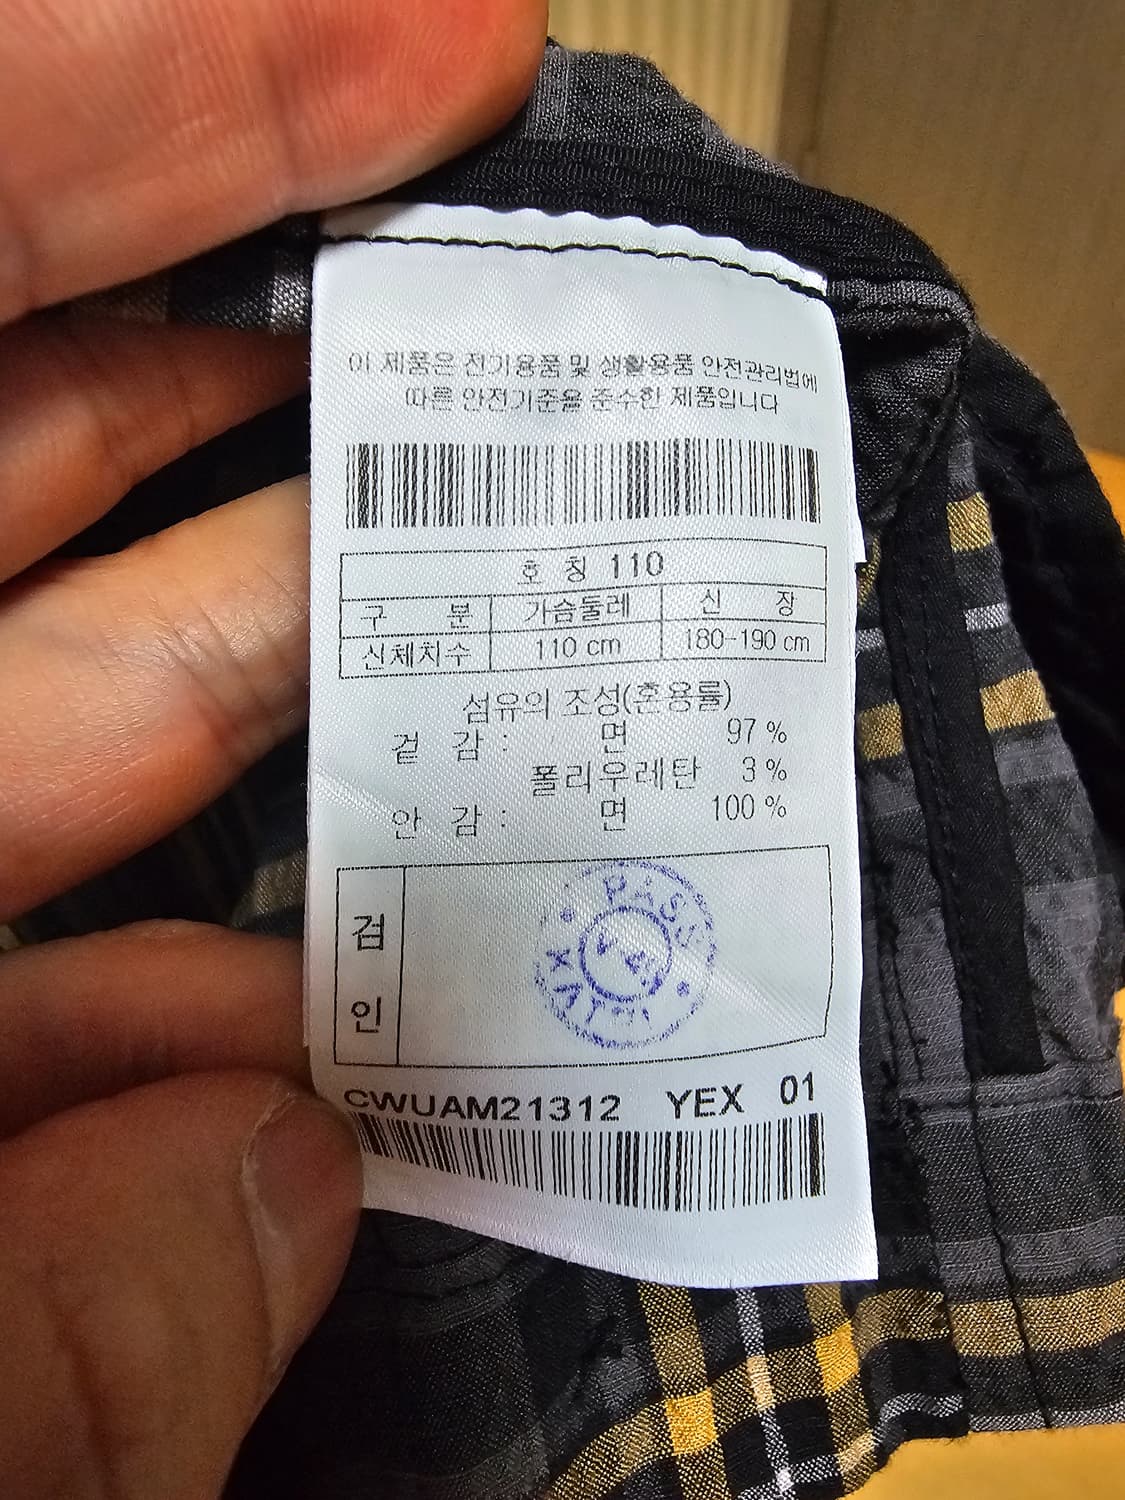 이 제품은 전기용품 및 생활용품 안전관리법에
따른 안전기준을 준수한 제품입니다
호 칭 110
구 분 가슴둘레 신 장
신체치수 110 cm 180-190 cm
섬유의 조성(혼용률)
겉 감 : 면 97 %
폴리우레탄 3 %
안 감 : 면 100 %
검
인
PASS
CWUAM21312 YEX 01